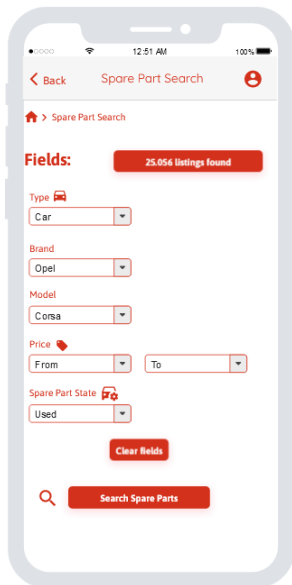 12:51 AM 100%
Back Spare Part Search
> Spare Part Search
Fields: 25.056 listings found
Type
Car
Brand
Opel
Model
Corsa
Price
From To
Spare Part State
Used
Clear fields
Search Spare Parts